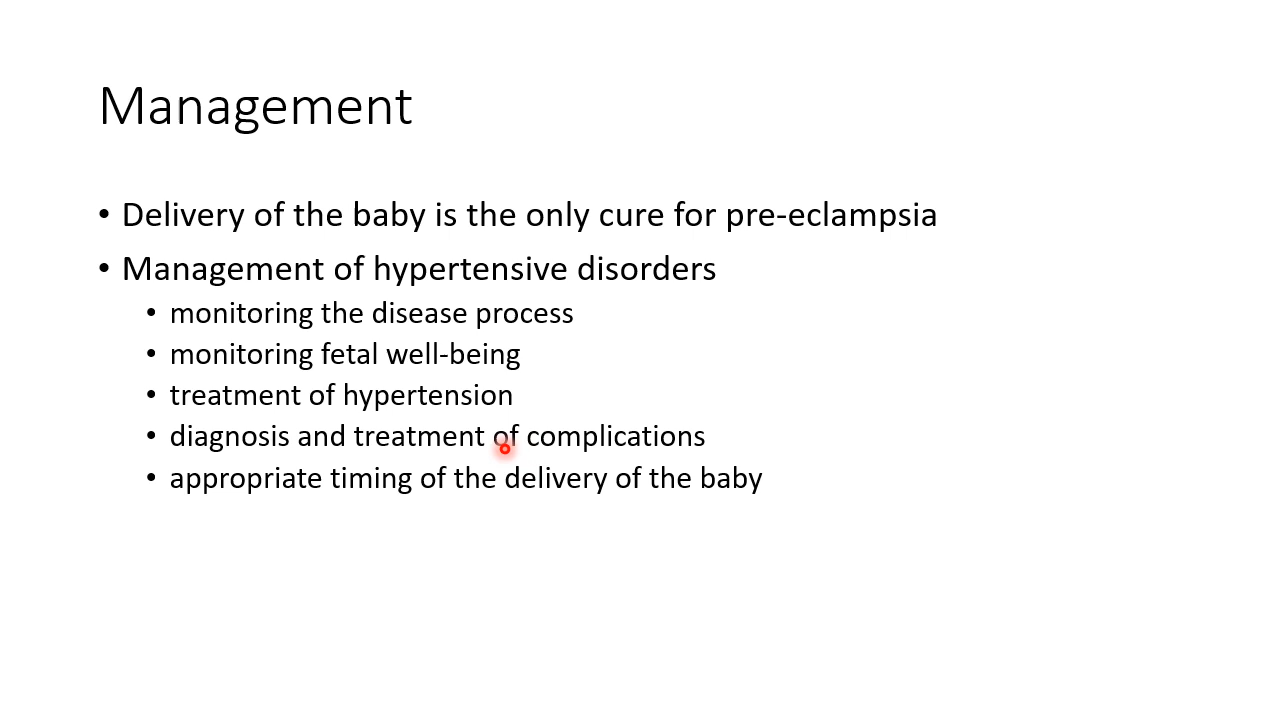 Management
• Delivery of the baby is the only cure for pre-eclampsia
• Management of hypertensive disorders
• monitoring the disease process
• monitoring fetal well-being
• treatment of hypertension
• diagnosis and treatment of complications
• appropriate timing of the delivery of the baby